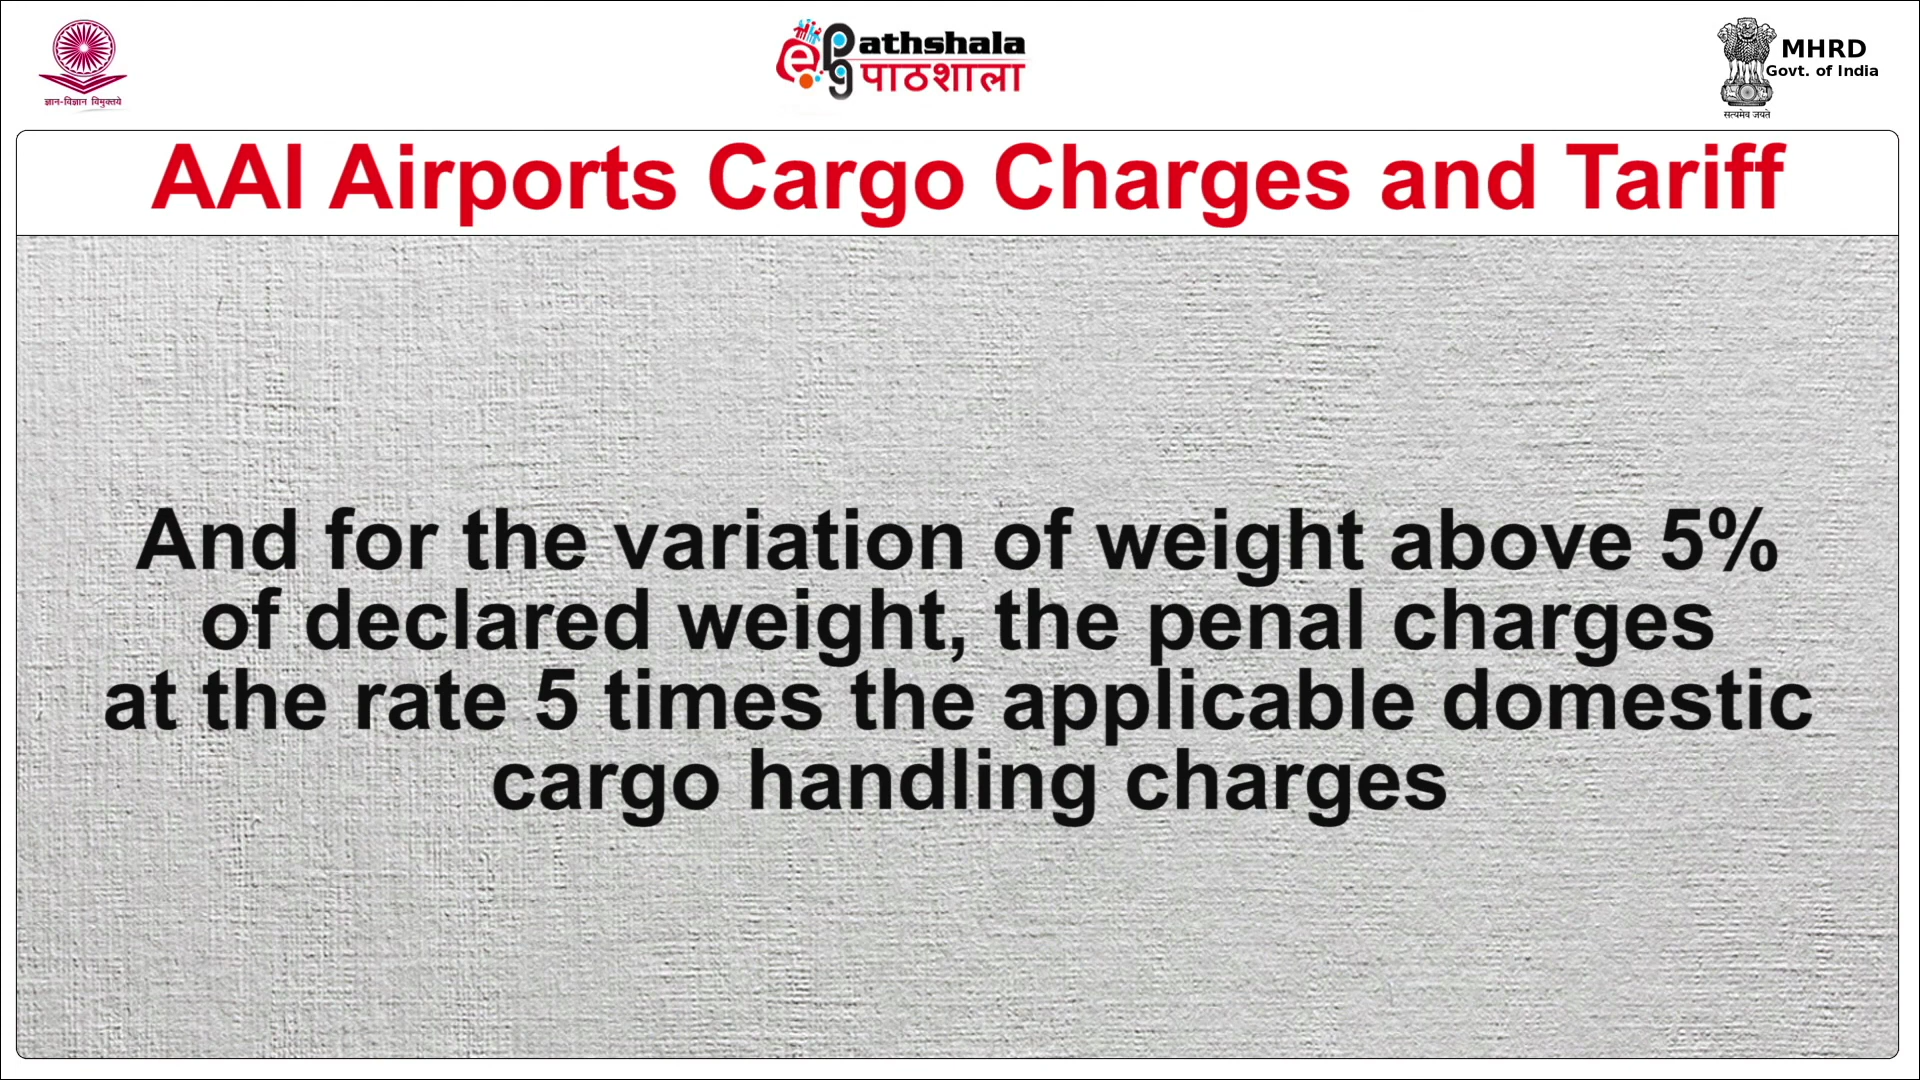 ज्ञान-विज्ञान विमुक्तये
ePG athshala
पाठशाला
MHRD
Govt. of India
सत्यमेव जयते
AAI Airports Cargo Charges and Tariff
And for the variation of weight above 5%
of declared weight, the penal charges
at the rate 5 times the applicable domestic
cargo handling charges